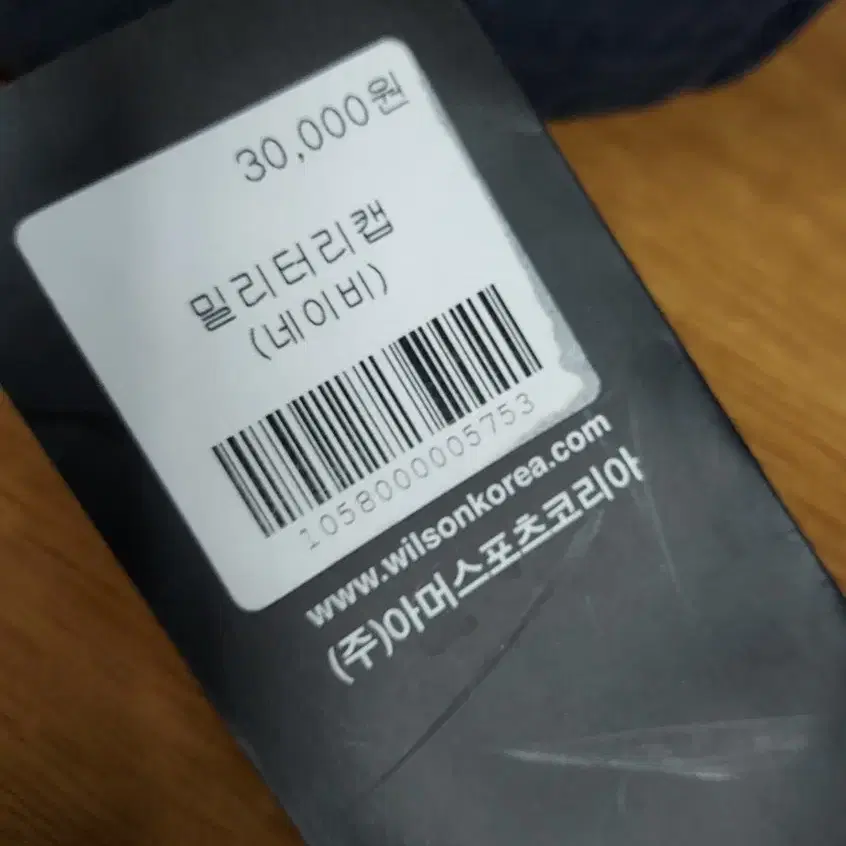 30,000원
밀리터리캡
(네이비)
1058000005753
www.wilsonkorea.com
(주)아머스포츠코리아